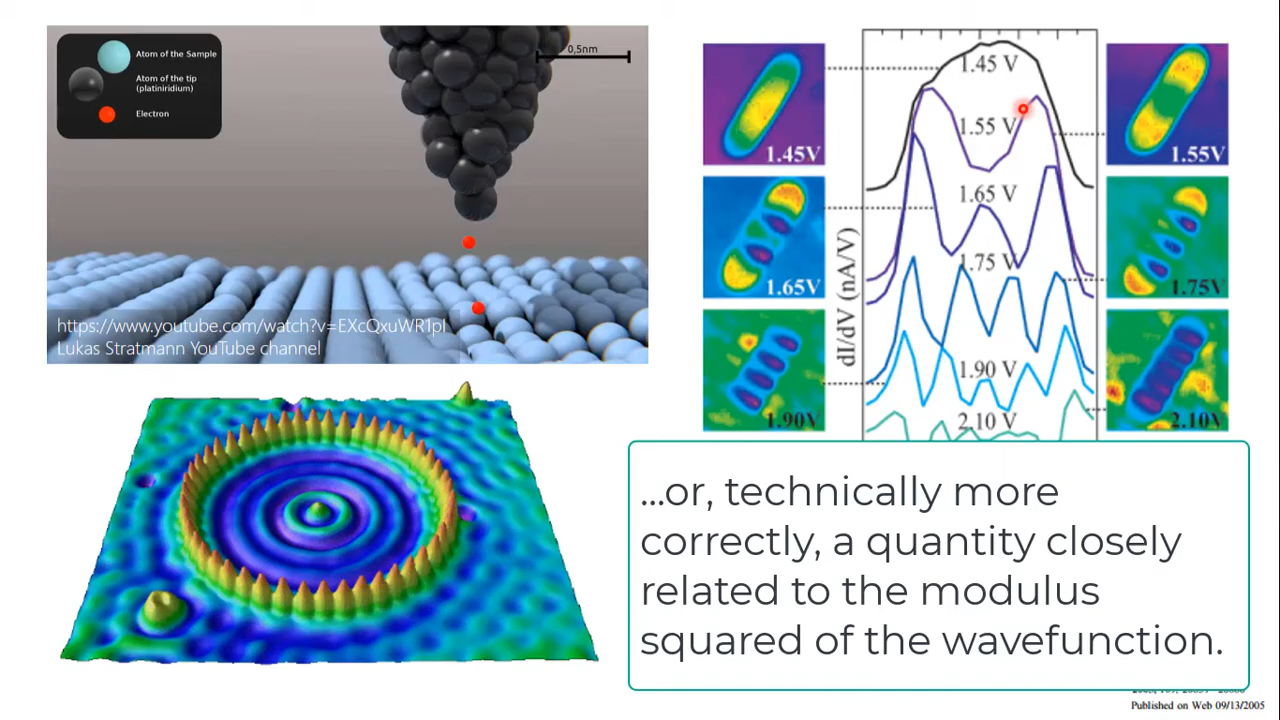 Atom of the Sample
Atom of the tip
(platiniridium)
Electron
0,5nm
https://www.youtube.com/watch?v=EXcQxuWR1pI
Lukas Stratmann YouTube channel
1.45V
1.65V
1.90V
dI/dV (nA/V)
1.45 V
1.55 V
1.65 V
1.75 V
1.90 V
2.10 V
1.55V
1.75V
2.10V
...or, technically more
correctly, a quantity closely
related to the modulus
squared of the wavefunction.
Published on Web 09/13/2005